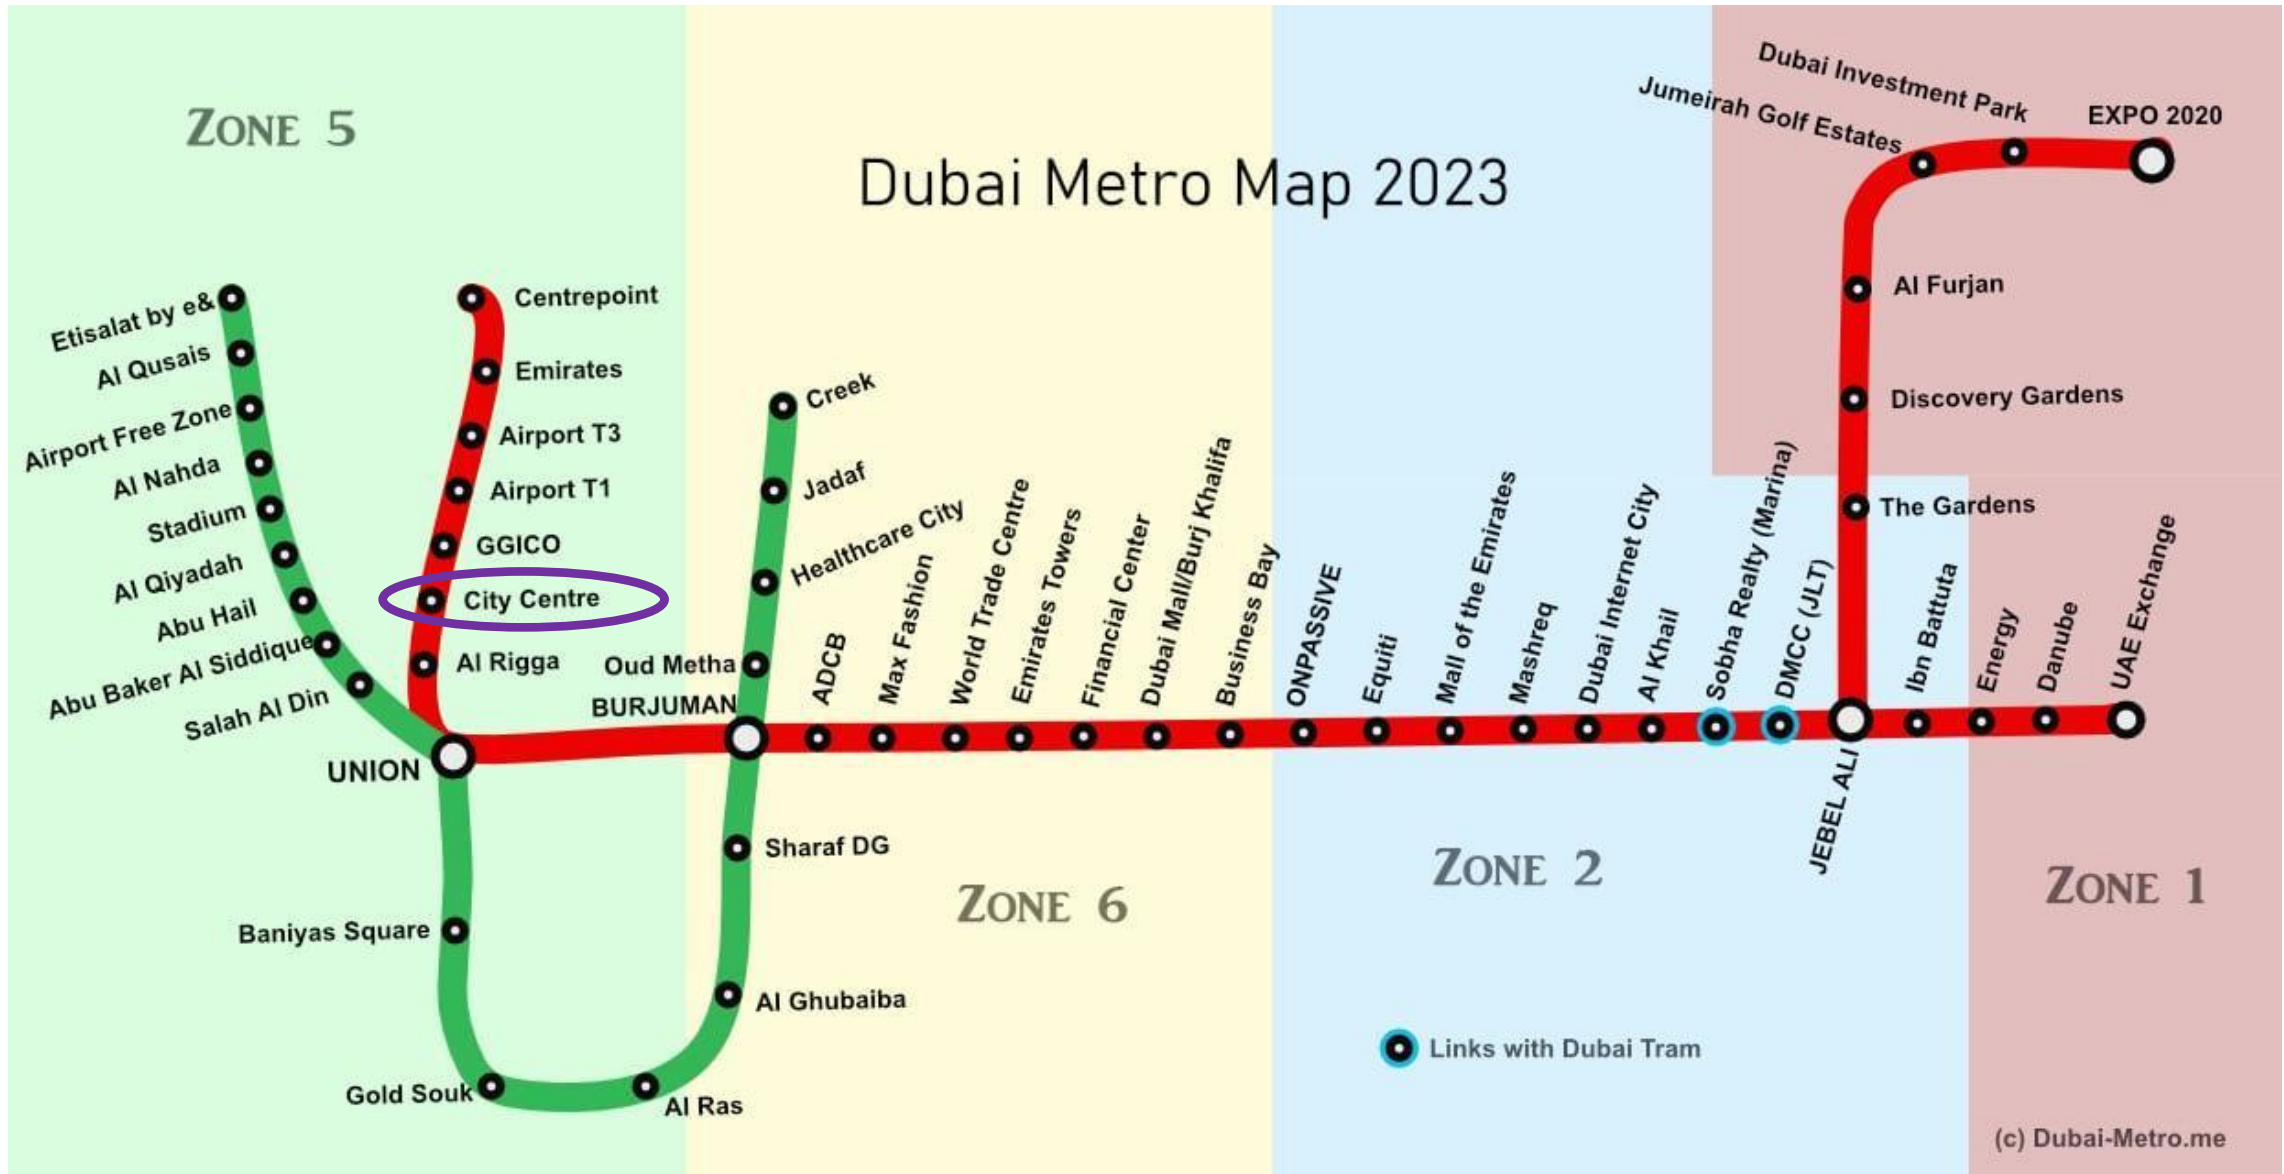 ZONE 5
Dubai Metro Map 2023
Dubai Investment Park
Jumeirah Golf Estates
EXPO 2020
Etisalat by e&
Al Qusais
Airport Free Zone
Al Nahda
Stadium
Al Qiyadah
Abu Hail
Abu Baker Al Siddique
Salah Al Din
Centrepoint
Emirates
Airport T3
Airport T1
GGICO
City Centre
Al Rigga
UNION
Baniyas Square
Gold Souk
Al Ras
Creek
Jadaf
Healthcare City
Oud Metha
BURJUMAN
Sharaf DG
Al Ghubaiba
ADCB
Max Fashion
World Trade Centre
Emirates Towers
Financial Center
Dubai Mall/Burj Khalifa
Business Bay
ONPASSIVE
Equiti
Mall of the Emirates
Mashreq
Dubai Internet City
Al Khail
Sobha Realty (Marina)
DMCC (JLT)
JEBEL ALI
Al Furjan
Discovery Gardens
The Gardens
Ibn Battuta
Energy
Danube
UAE Exchange
ZONE 6
ZONE 2
ZONE 1
Links with Dubai Tram
(c) Dubai-Metro.me